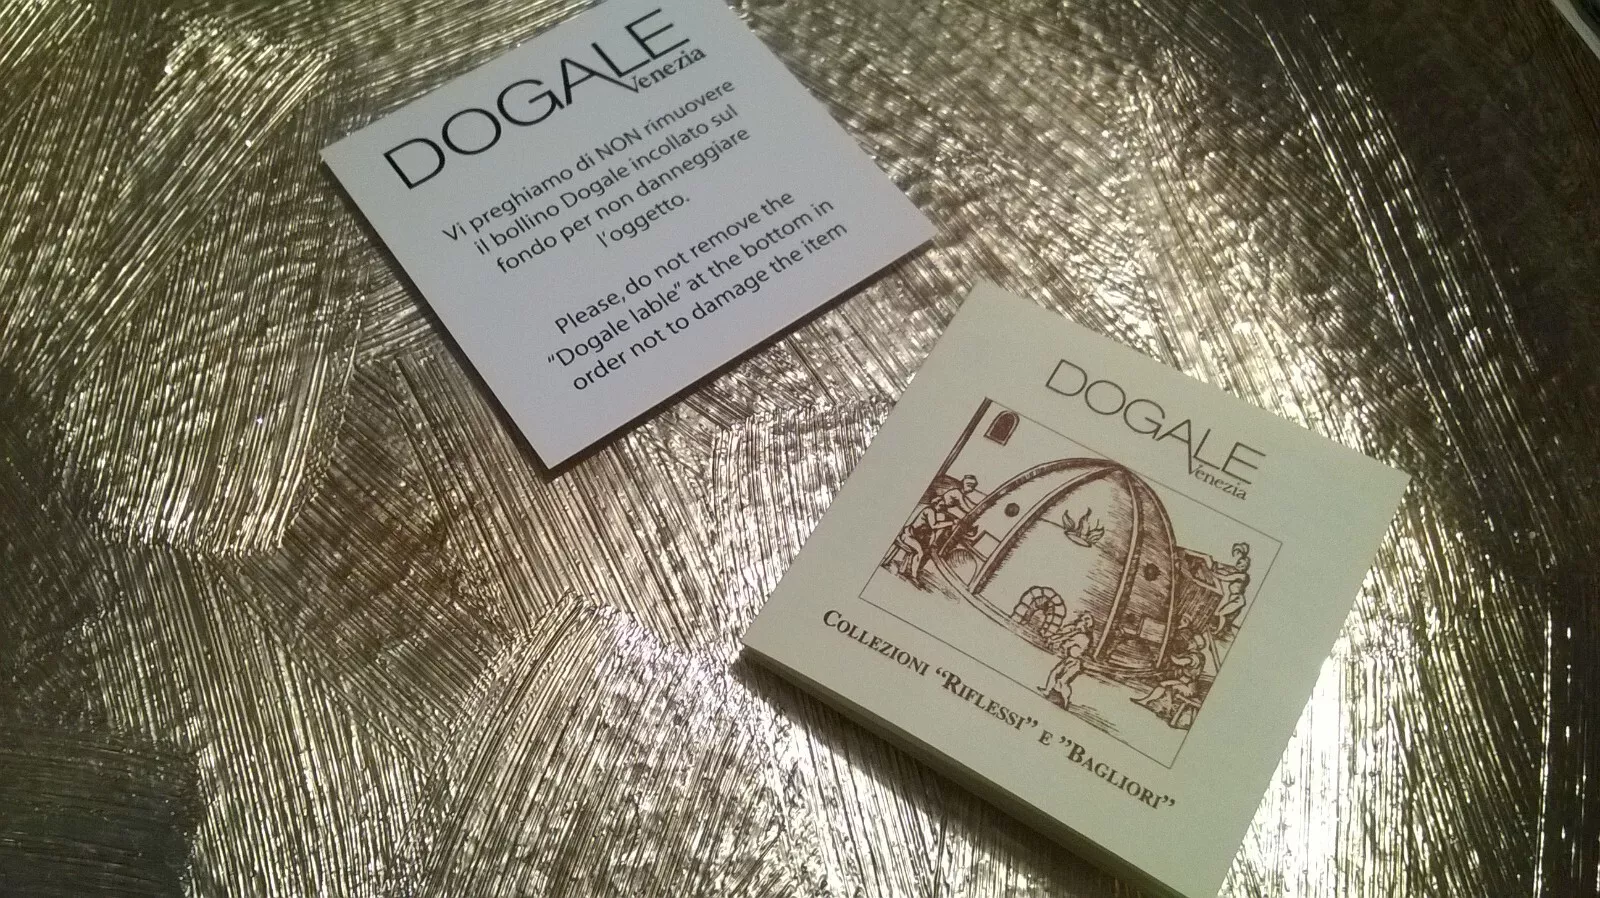 DOGALE
Venezia
Vi preghiamo di NON rimuovere
il bollino Dogale incollato sul
fondo per non danneggiare
l'oggetto.
Please, do not remove the
"Dogale lable" at the bottom in
order not to damage the item
DOGALE
Venezia
COLLEZIONI “RIFLESSI” E ”BAGLIORI”